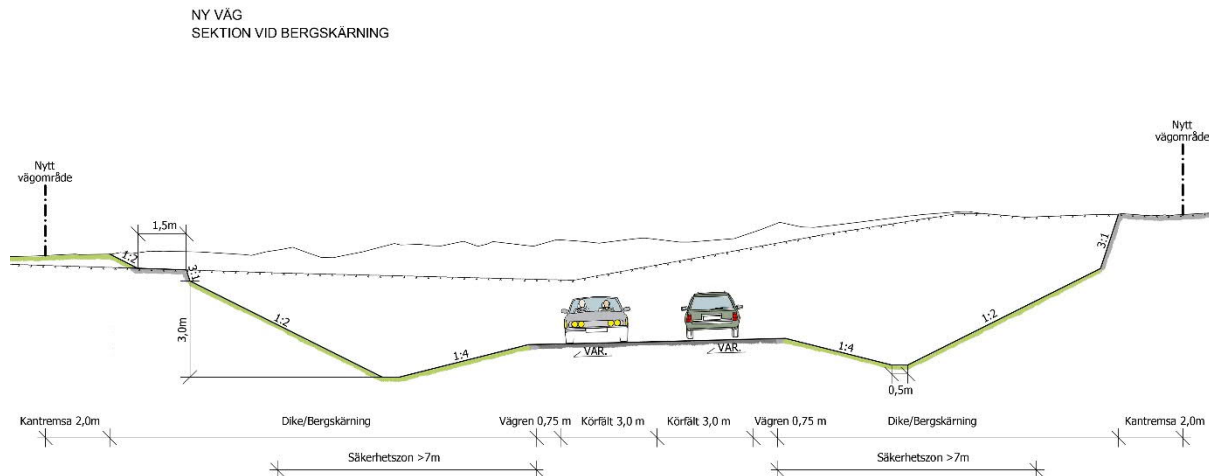 NY VÄG
SEKTION VID BERGSKÄRNING
Nytt
vägområde
Nytt
vägområde
1,5m
1:2
3:1
3:1
1:2
1:2
3,0m
1:4
VAR.
VAR.
1:4
0,5m
Kantremsa 2,0m
Dike/Bergskärning
Vägren 0,75 m
Körfält 3,0 m
Körfält 3,0 m
Vägren 0,75 m
Dike/Bergskärning
Kantremsa 2,0m
Säkerhetszon >7m
Säkerhetszon >7m